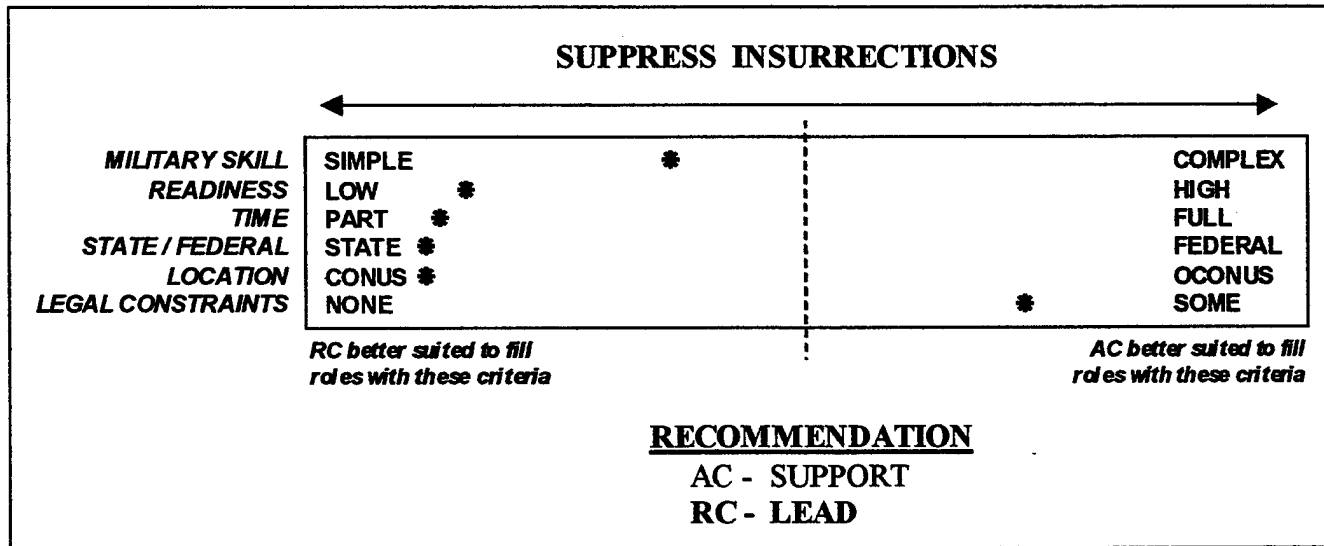 SUPPRESS INSURRECTIONS
MILITARY SKILL SIMPLE * COMPLEX
READINESS LOW * HIGH
TIME PART * FULL
STATE / FEDERAL STATE * FEDERAL
LOCATION CONUS * OCONUS
LEGAL CONSTRAINTS NONE * SOME
RC better suited to fill AC better suited to fill
roles with these criteria roles with these criteria
RECOMMENDATION
AC - SUPPORT
RC - LEAD